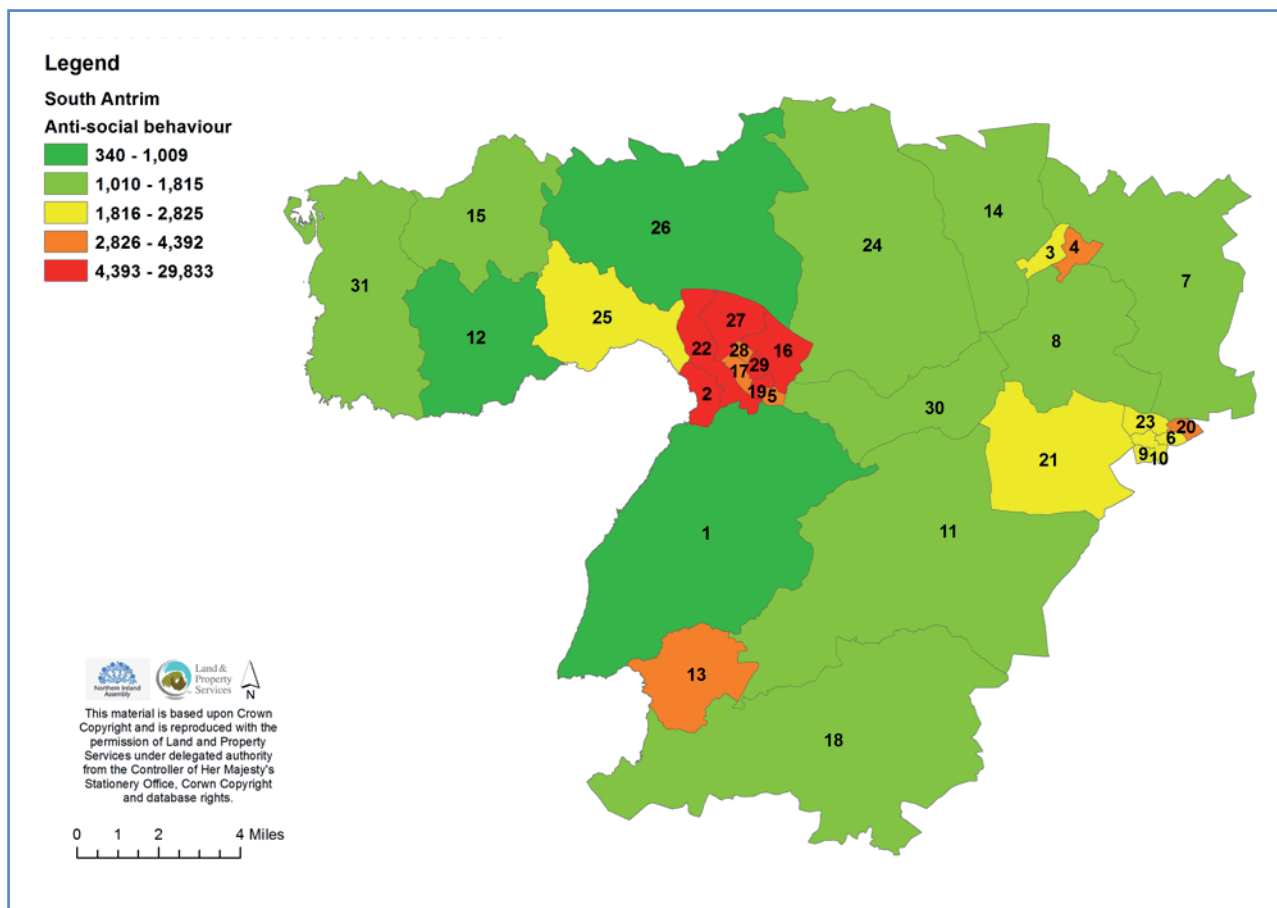 Legend
South Antrim
Anti-social behaviour
340 - 1,009
1,010 - 1,815
1,816 - 2,825
2,826 - 4,392
4,393 - 29,833
15
26
14
24
3
4
7
31
25
27
12
22
28
16
8
17
29
2
19
5
30
23
20
6
21
9
10
1
11
13
18
Northern Ireland
Assembly
Land &
Property
Services
N
This material is based upon Crown
Copyright and is reproduced with the
permission of Land and Property
Services under delegated authority
from the Controller of Her Majesty's
Stationery Office, Corwn Copyright
and database rights.
0 1 2 4 Miles